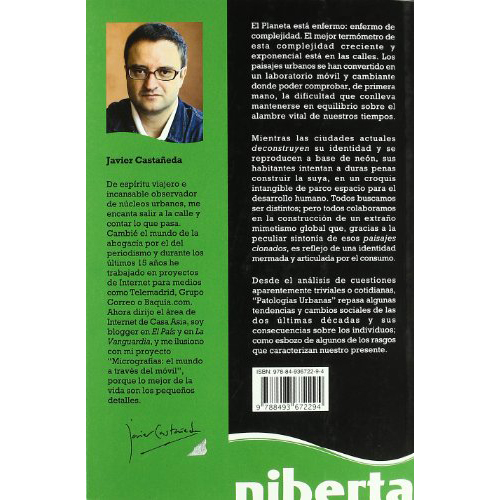 Javier Castañeda
De espíritu viajero e
incansable observador
de núcleos urbanos, me
encanta salir a la calle y
contar lo que pasa.
Cambié el mundo de la
abogacía por el del
periodismo y durante los
últimos 15 años he
trabajado en proyectos
de Internet para medios
como Telemadrid, Grupo
Correo o Baquia.com.
Ahora dirijo el área de
Internet de Casa Asia, soy
blogger en El País y en La
Vanguardia, y me ilusiono
con mi proyecto
"Micrografías: el mundo
a través del móvil",
porque lo mejor de la
vida son los pequeños
detalles.
Javier Castañeda
El Planeta está enfermo: enfermo de
complejidad. El mejor termómetro de
esta complejidad creciente y
exponencial está en las calles. Los
paisajes urbanos se han convertido en
un laboratorio móvil y cambiante
donde poder comprobar, de primera
mano, la dificultad que conlleva
mantenerse en equilibrio sobre el
alambre vital de nuestros tiempos.
Mientras las ciudades actuales
deconstruyen su identidad y se
reproducen a base de neón, sus
habitantes intentan a duras penas
construir la suya, en un croquis
intangible de parco espacio para el
desarrollo humano. Todos buscamos
ser distintos; pero todos colaboramos
en la construcción de un extraño
mimetismo global que, gracias a la
peculiar sintonía de esos paisajes
clonados, es reflejo de una identidad
mermada y articulada por el consumo.
Desde el análisis de cuestiones
aparentemente triviales o cotidianas,
"Patologías Urbanas" repasa algunas
tendencias y cambios sociales de las
dos últimas décadas y sus
consecuencias sobre los individuos;
como esbozo de algunos de los rasgos
que caracterizan nuestro presente.
ISBN: 978-84-936722-9-4
9 788493 672294
niberta